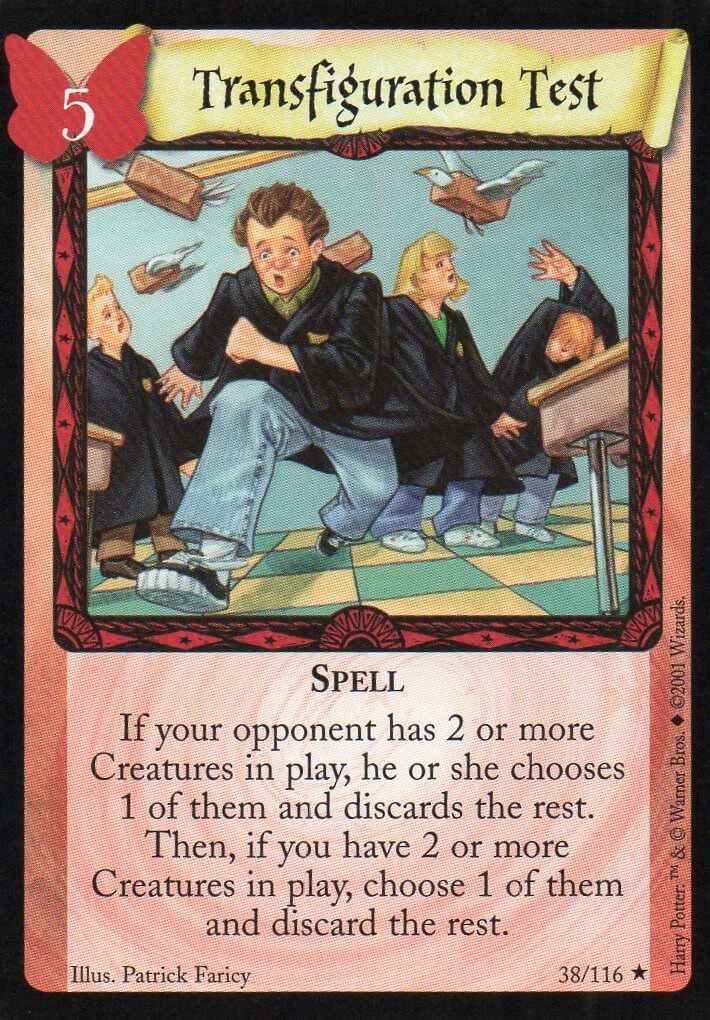 5
Transfiguration Test
SPELL
If your opponent has 2 or more
Creatures in play, he or she chooses
1 of them and discards the rest.
Then, if you have 2 or more
Creatures in play, choose 1 of them
and discard the rest.
Illus. Patrick Faricy
38/116 ★
Harry Potter: ™ & © Warner Bros. ◆ ©2001 Wizards.